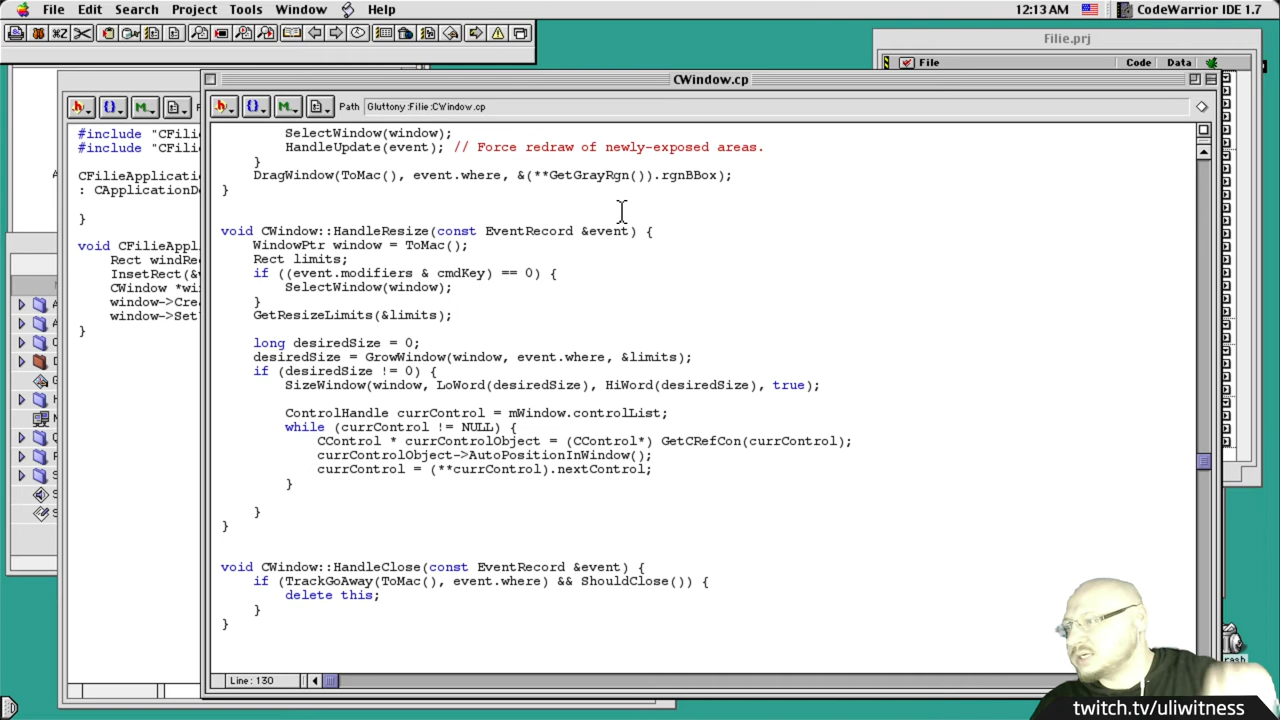 File Edit Search Project Tools Window Help 12:13 AM CodeWarrior IDE 1.7
Filie.prj
File Code Data
CWindow.cp
Path Gluttony:Filie:CWindow.cp
#include "CFilie
#include "CFilie
CFilieApplication
: CApplicationDe
}
void CFilieAppl
Rect windRe
InsetRect(&
CWindow *wi
window->Cre
window->Set
}
SelectWindow(window);
HandleUpdate(event); // Force redraw of newly-exposed areas.
}
DragWindow(ToMac(), event.where, &(**GetGrayRgn()).rgnBBox);
}
void CWindow::HandleResize(const EventRecord &event) {
WindowPtr window = ToMac();
Rect limits;
if ((event.modifiers & cmdKey) == 0) {
SelectWindow(window);
}
GetResizeLimits(&limits);
long desiredSize = 0;
desiredSize = GrowWindow(window, event.where, &limits);
if (desiredSize != 0) {
SizeWindow(window, LoWord(desiredSize), HiWord(desiredSize), true);
ControlHandle currControl = mWindow.controlList;
while (currControl != NULL) {
CControl * currControlObject = (CControl*) GetCRefCon(currControl);
currControlObject->AutoPositionInWindow();
currControl = (**currControl).nextControl;
}
}
}
void CWindow::HandleClose(const EventRecord &event) {
if (TrackGoAway(ToMac(), event.where) && ShouldClose()) {
delete this;
}
}
Line: 130
rash
twitch.tv/uliwitness